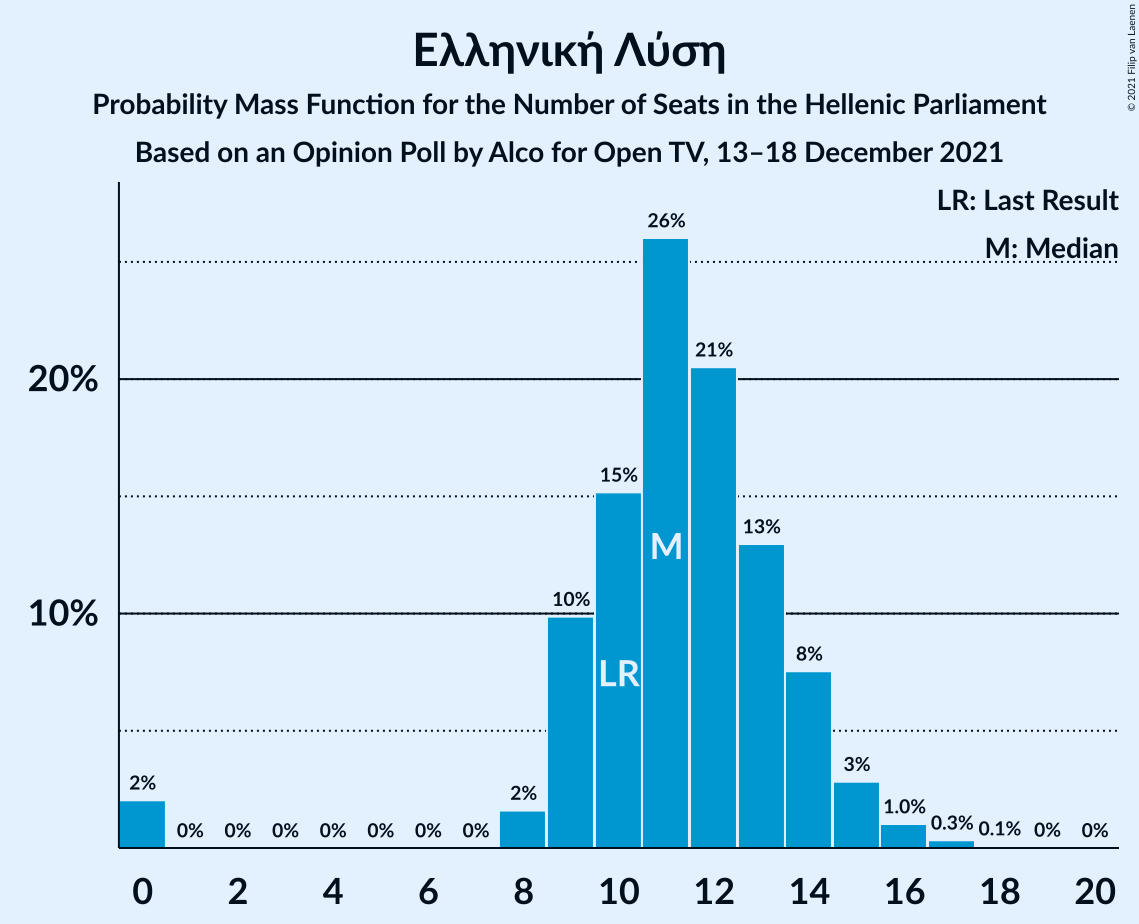 Ελληνική Λύση
Probability Mass Function for the Number of Seats in the Hellenic Parliament
Based on an Opinion Poll by Alco for Open TV, 13–18 December 2021
© 2021 Filip van Laenen
LR: Last Result
M: Median
20%
10%
2%
0%
0%
0%
0%
0%
0%
0%
2%
10%
15%
26%
21%
13%
8%
3%
1.0%
0.3%
0.1%
0%
0%
LR
M
0 2 4 6 8 10 12 14 16 18 20